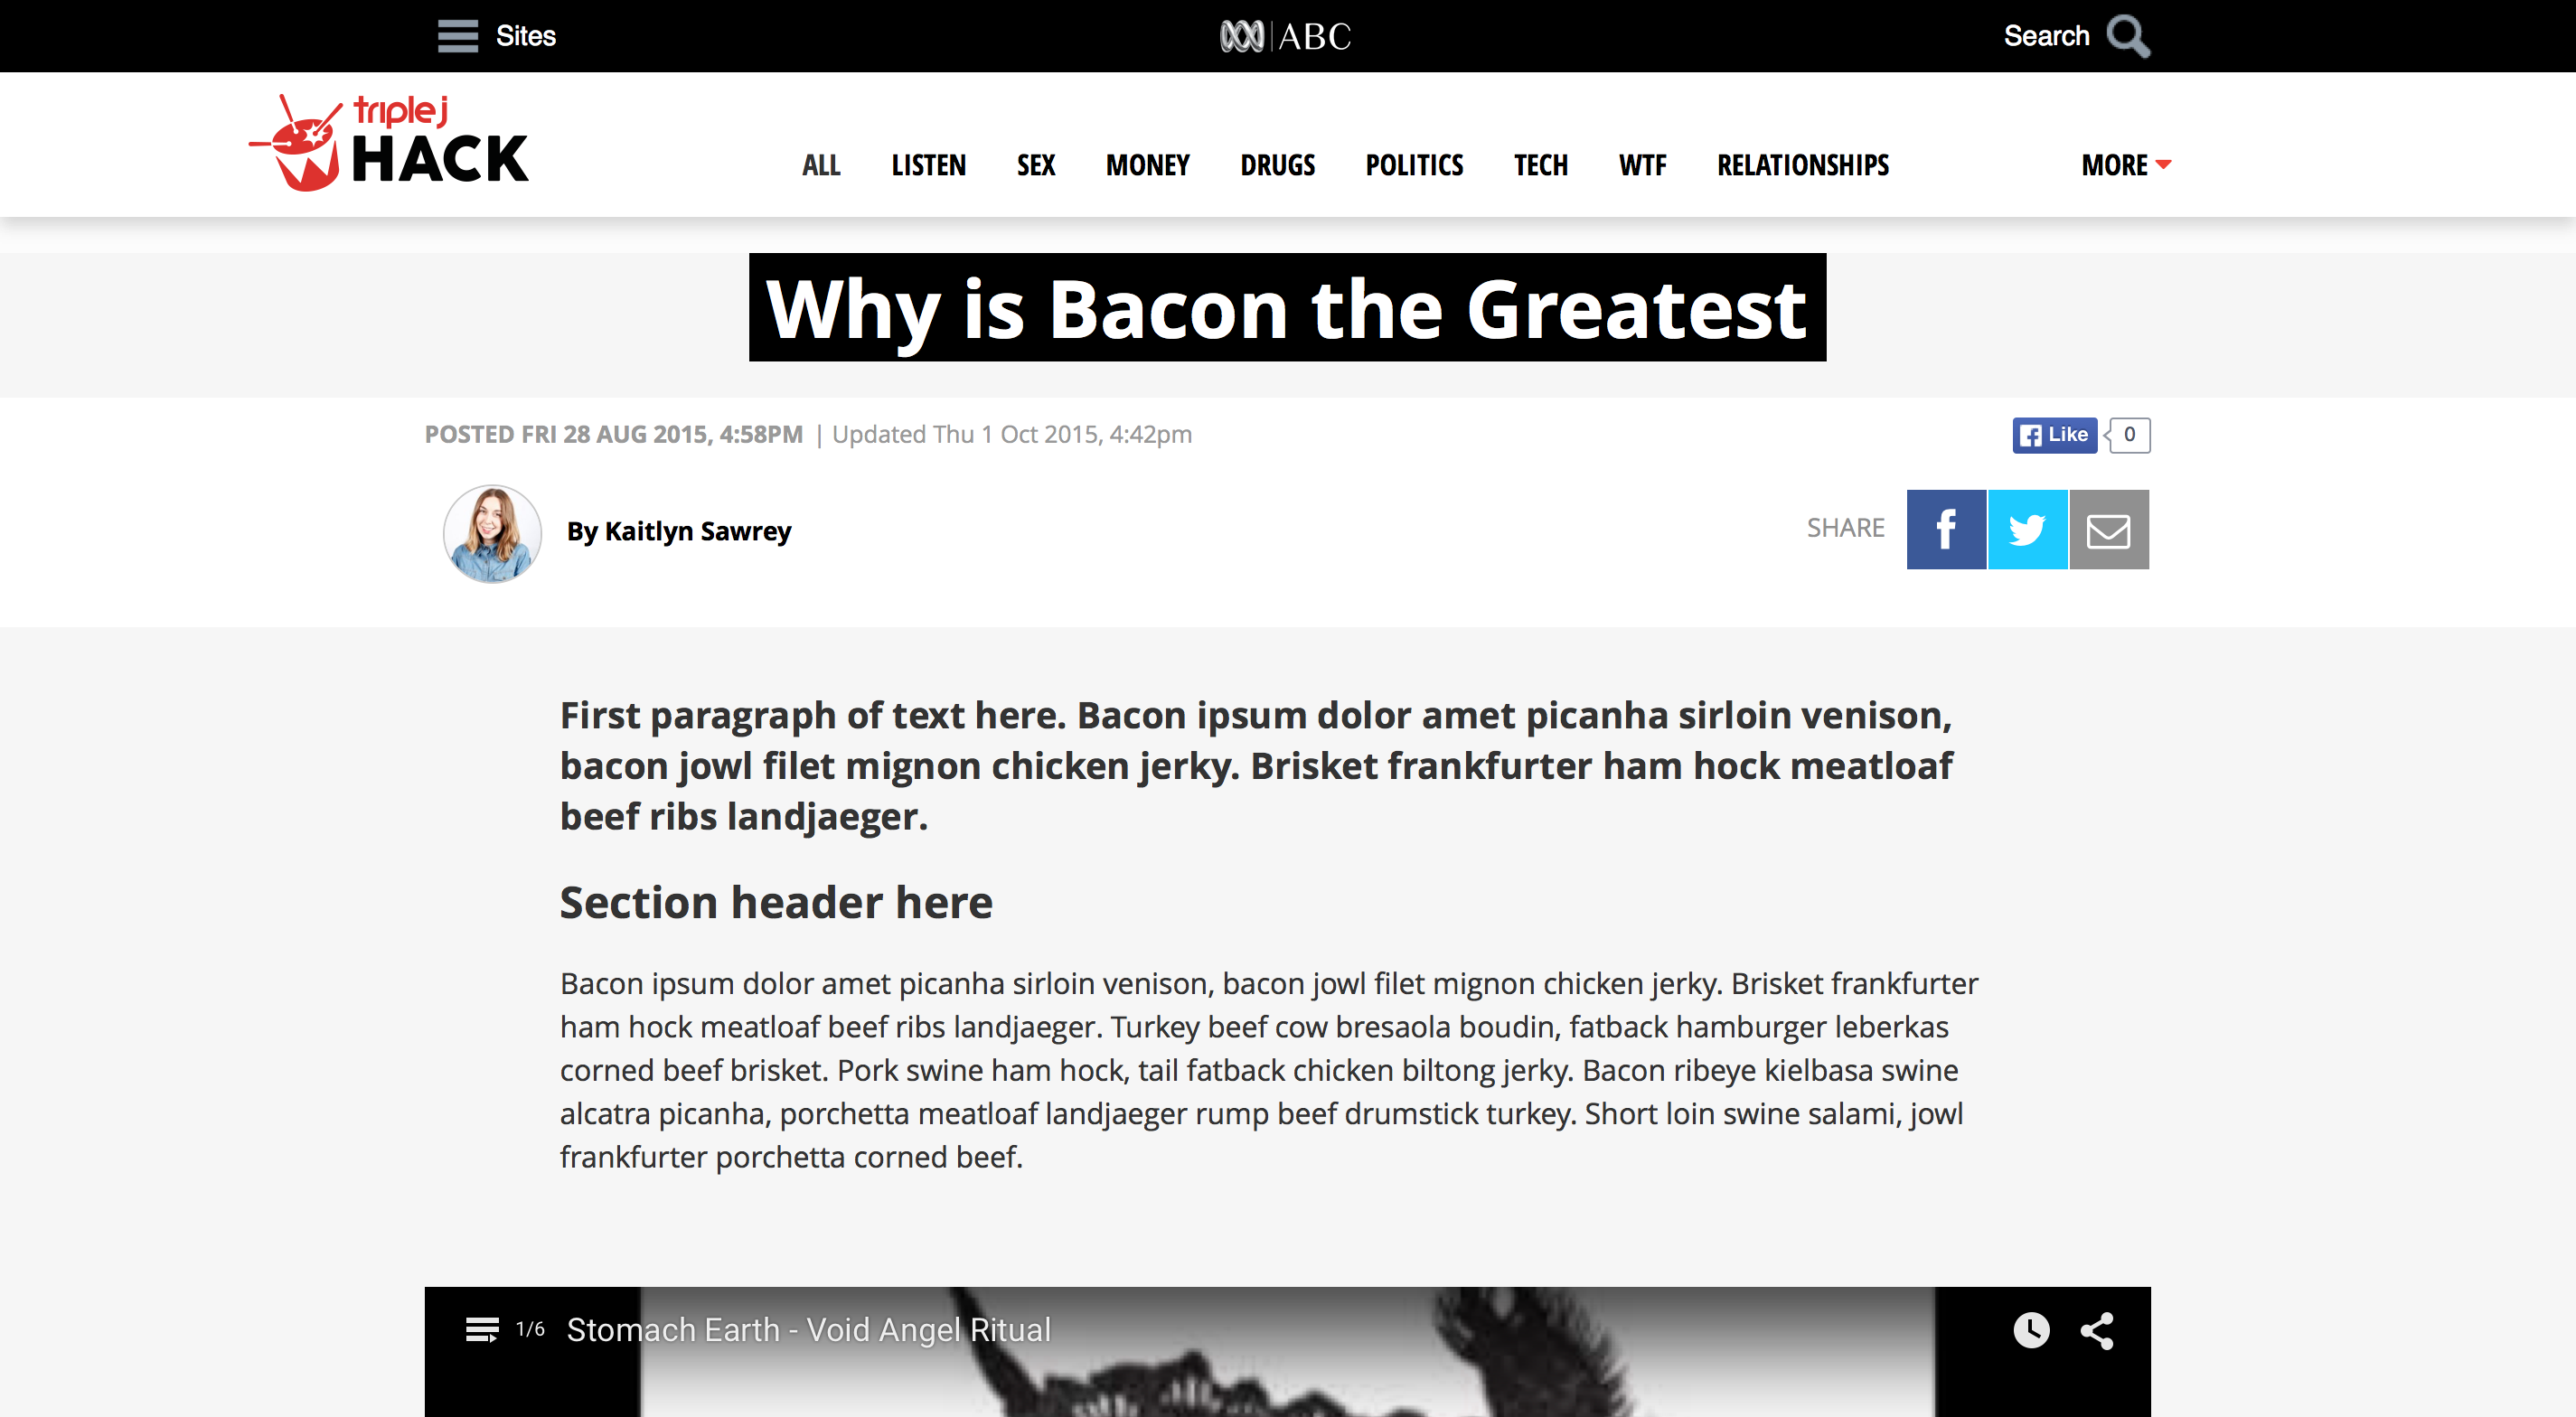 Sites
ABC
Search
triple j
HACK
ALL LISTEN SEX MONEY DRUGS POLITICS TECH WTF RELATIONSHIPS MORE
Why is Bacon the Greatest
POSTED FRI 28 AUG 2015, 4:58PM | Updated Thu 1 Oct 2015, 4:42pm
Like 0
By Kaitlyn Sawrey
SHARE
First paragraph of text here. Bacon ipsum dolor amet picanha sirloin venison,
bacon jowl filet mignon chicken jerky. Brisket frankfurter ham hock meatloaf
beef ribs landjaeger.
Section header here
Bacon ipsum dolor amet picanha sirloin venison, bacon jowl filet mignon chicken jerky. Brisket frankfurter
ham hock meatloaf beef ribs landjaeger. Turkey beef cow bresaola boudin, fatback hamburger leberkas
corned beef brisket. Pork swine ham hock, tail fatback chicken biltong jerky. Bacon ribeye kielbasa swine
alcatra picanha, porchetta meatloaf landjaeger rump beef drumstick turkey. Short loin swine salami, jowl
frankfurter porchetta corned beef.
1/6 Stomach Earth - Void Angel Ritual